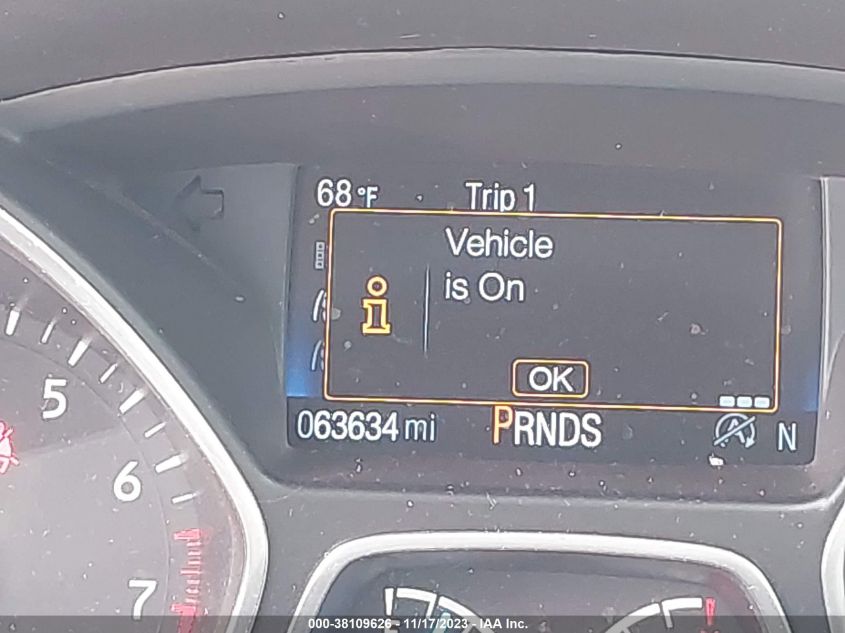 68 °F Trip 1
Vehicle
is On
i
OK
063634 mi PRNDS A N
5
6
7
000-38109626 - 11/17/2023 - IAA Inc.